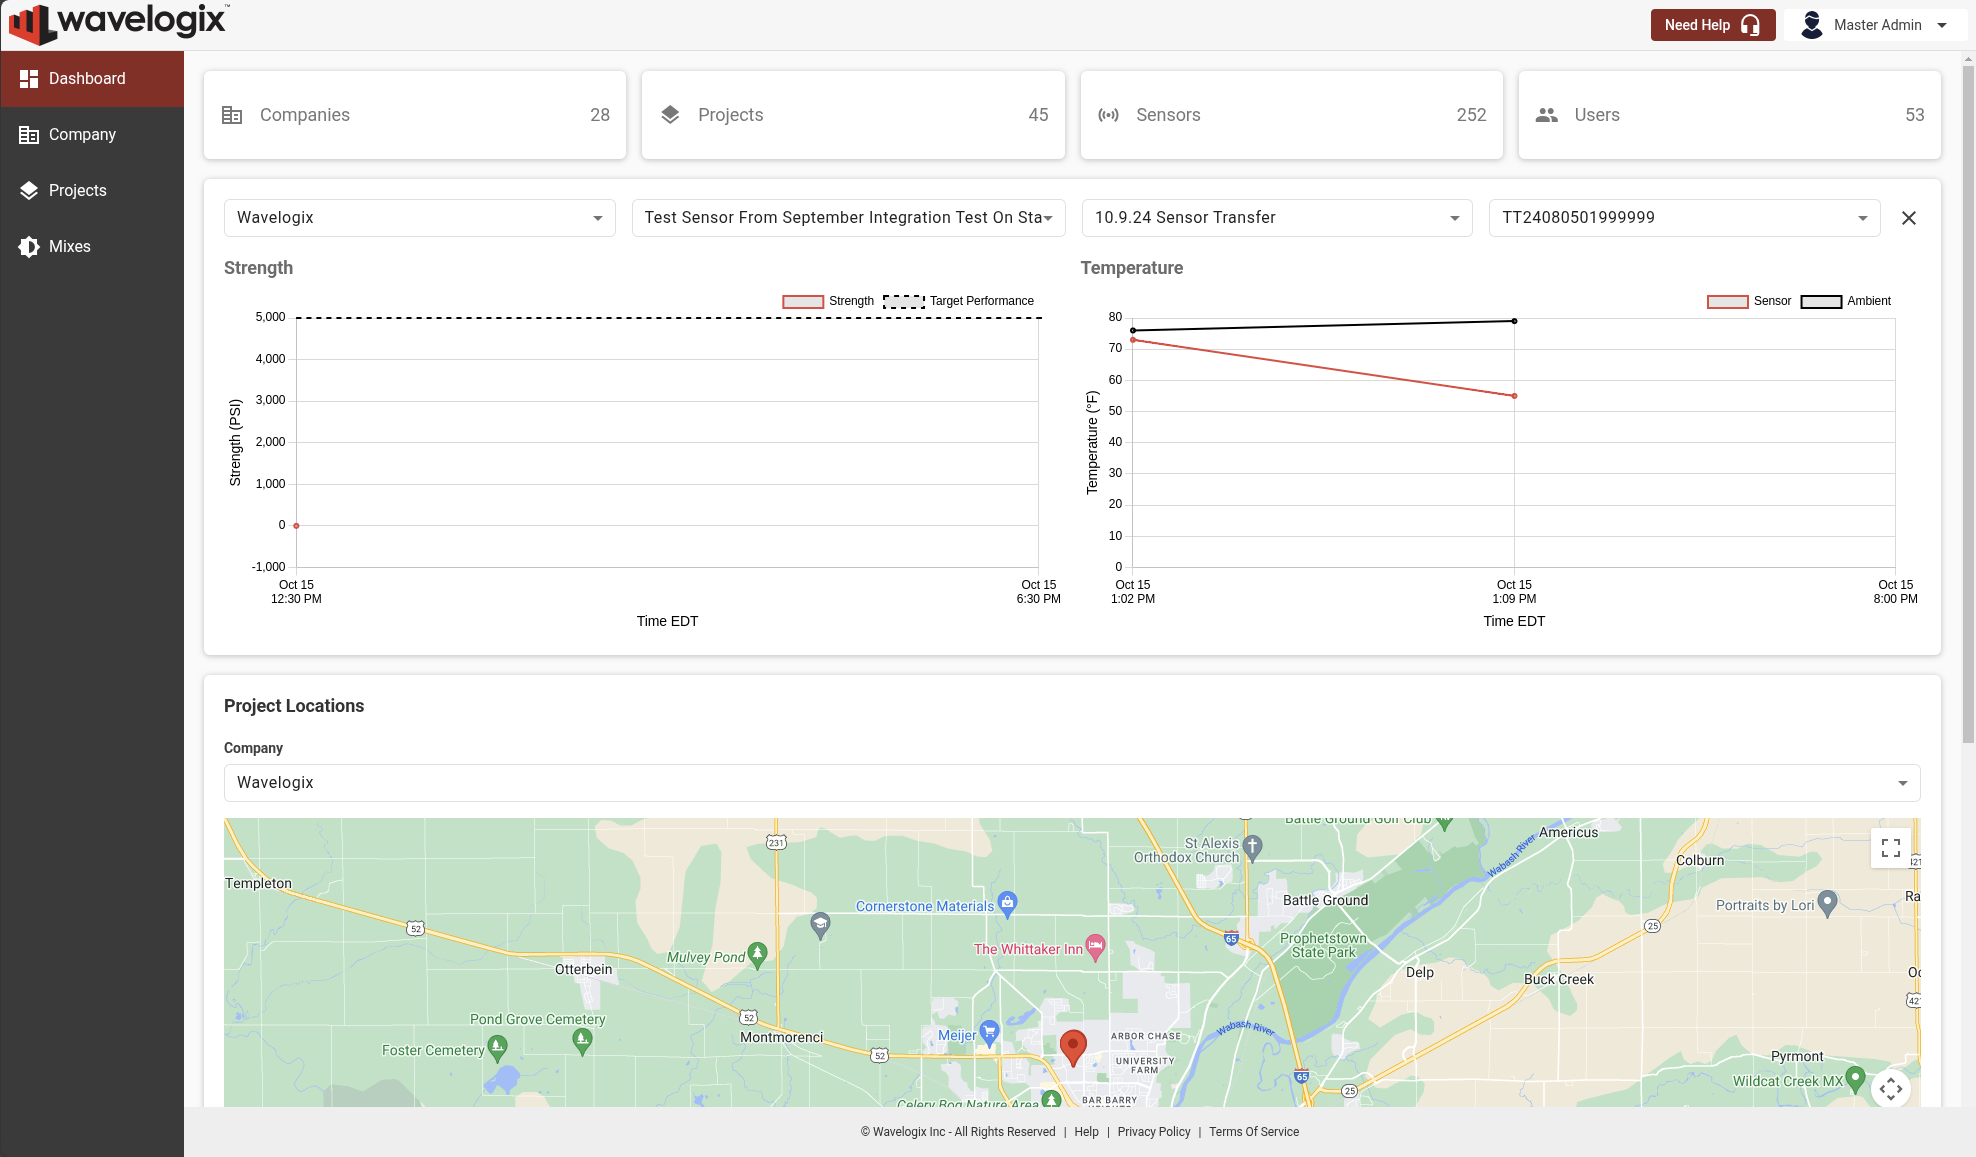 wavelogix™
Need Help
Master Admin
Dashboard
Company
Projects
Mixes
Companies 28
Projects 45
Sensors 252
Users 53
Wavelogix
Test Sensor From September Integration Test On Sta
10.9.24 Sensor Transfer
TT24080501999999
Strength
Strength Target Performance
5,000
4,000
3,000
2,000
1,000
0
-1,000
Strength (PSI)
Oct 15
12:30 PM
Oct 15
6:30 PM
Time EDT
Temperature
Sensor Ambient
80
70
60
50
40
30
20
10
0
Temperature (°F)
Oct 15
1:02 PM
Oct 15
1:09 PM
Oct 15
8:00 PM
Time EDT
Project Locations
Company
Wavelogix
Battle Ground Golf Club
Americus
Wabash River
231
St Alexis
Orthodox Church
Colburn
421
Templeton
Cornerstone Materials
Battle Ground
Portraits by Lori
Ra
52
25
The Whittaker Inn
65
Prophetstown
State Park
Mulvey Pond
Otterbein
Delp
Buck Creek
Oc
421
Pond Grove Cemetery
52
Wabash River
Meijer
ARBOR CHASE
Montmorenci
Foster Cemetery
52
UNIVERSITY
FARM
Pyrmont
65
Wildcat Creek MX
25
Celery Bog Nature Area
BAR BARRY
HEIGHTS
© Wavelogix Inc - All Rights Reserved | Help | Privacy Policy | Terms Of Service